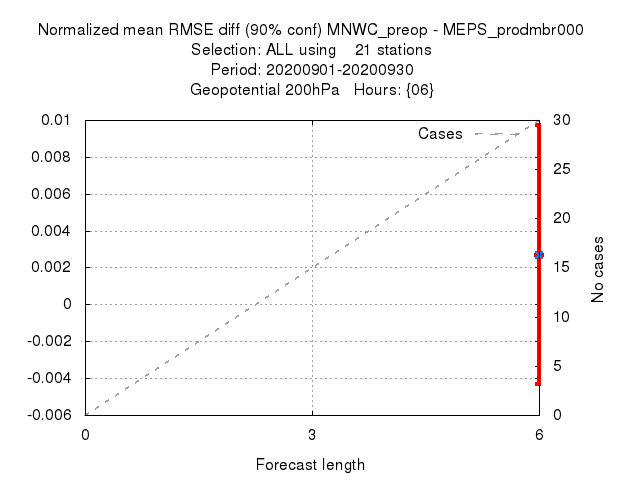 Normalized mean RMSE diff (90% conf) MNWC_preop - MEPS_prodmbr000
Selection: ALL using    21 stations
Period: 20200901-20200930
Geopotential 200hPa   Hours: {06}
Cases
0.01
0.008
0.006
0.004
0.002
0
-0.002
-0.004
-0.006
30
25
20
15
10
5
0
No cases
0
3
6
Forecast length